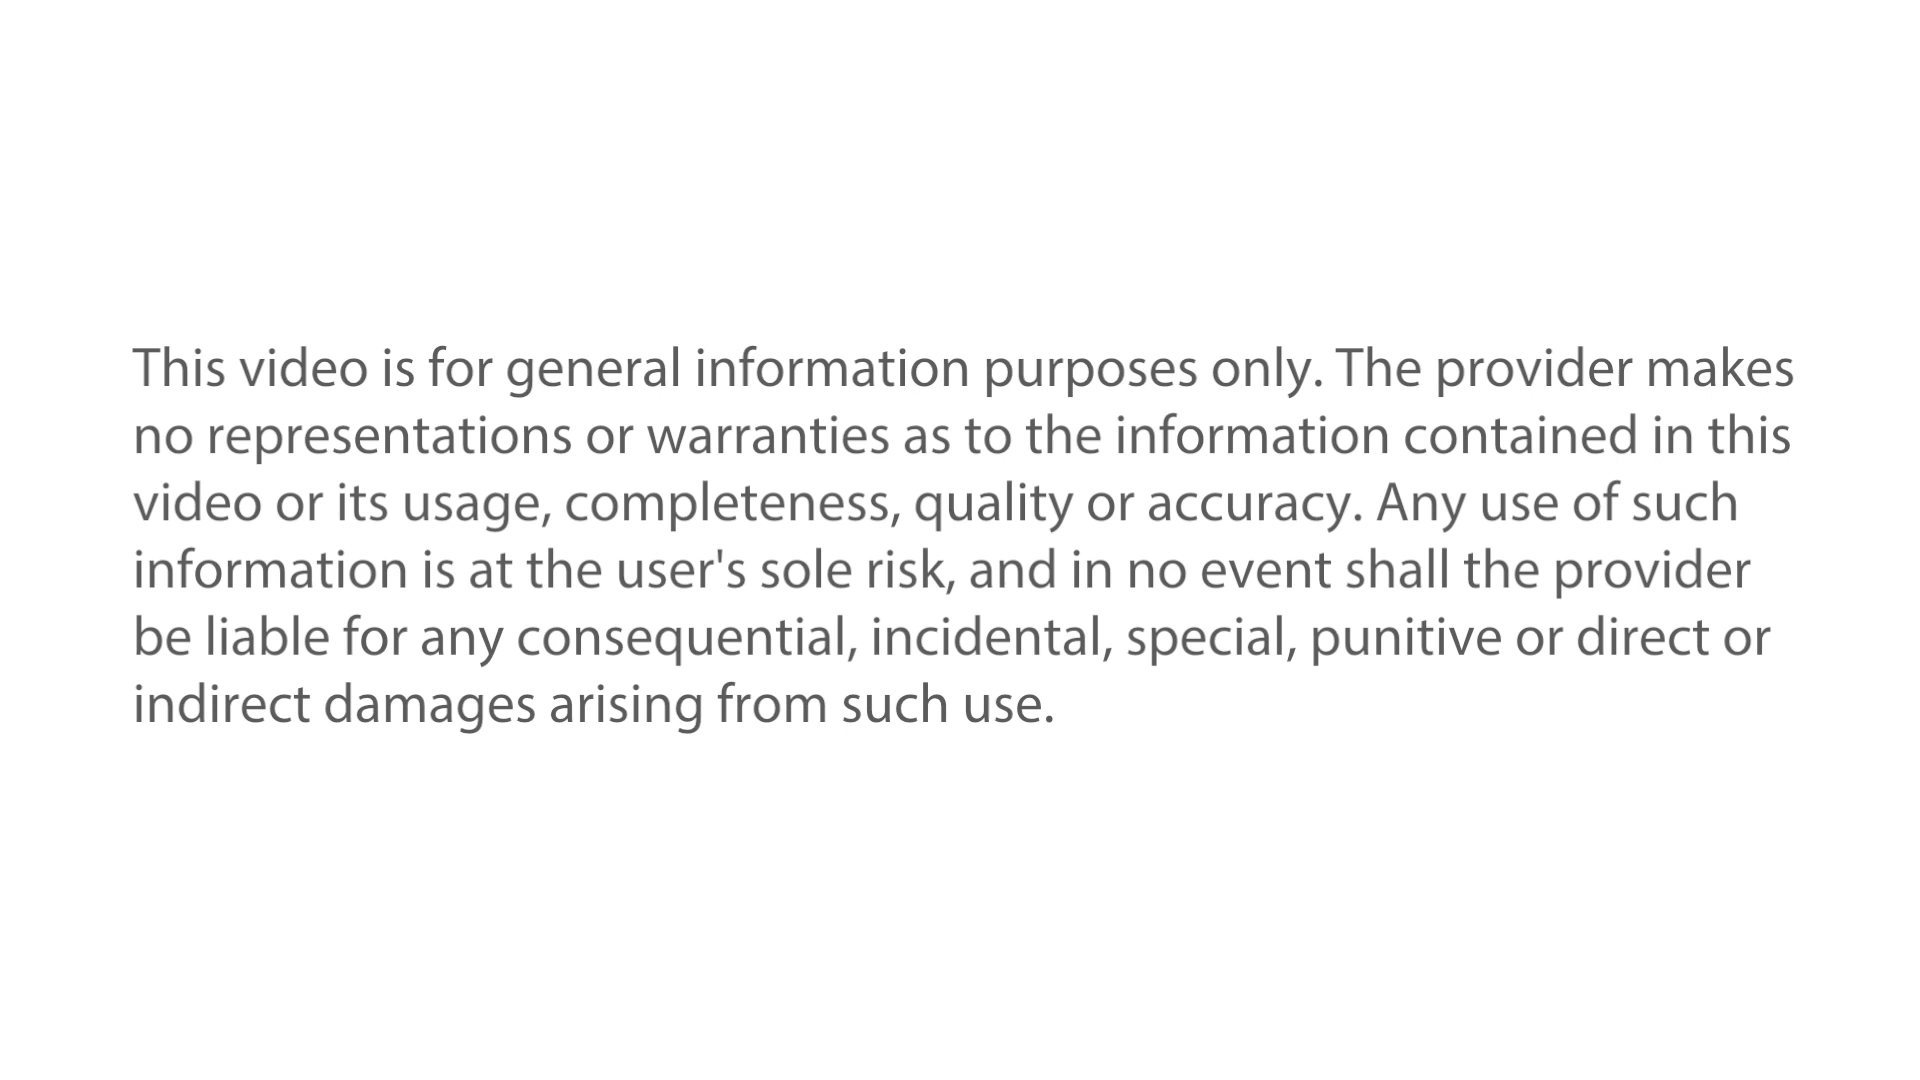 This video is for general information purposes only. The provider makes
no representations or warranties as to the information contained in this
video or its usage, completeness, quality or accuracy. Any use of such
information is at the user's sole risk, and in no event shall the provider
be liable for any consequential, incidental, special, punitive or direct or
indirect damages arising from such use.